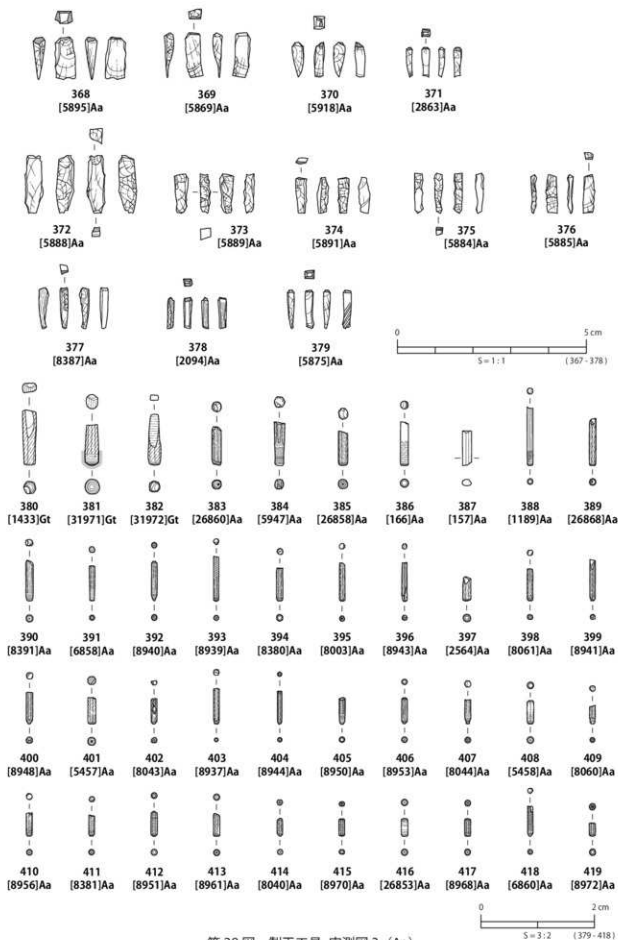 368 369 370 371
[5895]Aa [5869]Aa [5918]Aa [2863]Aa
372 373 374 375 376
[5888]Aa [5889]Aa [5891]Aa [5884]Aa [5885]Aa
377 378 379
[8387]Aa [2094]Aa [5875]Aa
0 5 cm
S = 1 : 1 (367 - 378)
380 381 382 383 384 385 386 387 388 389
[1433]Gt [31971]Gt [31972]Gt [26860]Aa [5947]Aa [26858]Aa [166]Aa [157]Aa [1189]Aa [26868]Aa
390 391 392 393 394 395 396 397 398 399
[8391]Aa [6858]Aa [8940]Aa [8939]Aa [8380]Aa [8003]Aa [8943]Aa [2564]Aa [8061]Aa [8941]Aa
400 401 402 403 404 405 406 407 408 409
[8948]Aa [5457]Aa [8043]Aa [8937]Aa [8944]Aa [8950]Aa [8953]Aa [8044]Aa [5458]Aa [8060]Aa
410 411 412 413 414 415 416 417 418 419
[8956]Aa [8381]Aa [8951]Aa [8961]Aa [8040]Aa [8970]Aa [26853]Aa [8968]Aa [6860]Aa [8972]Aa
0 2 cm
S = 3 : 2 (379 - 418)